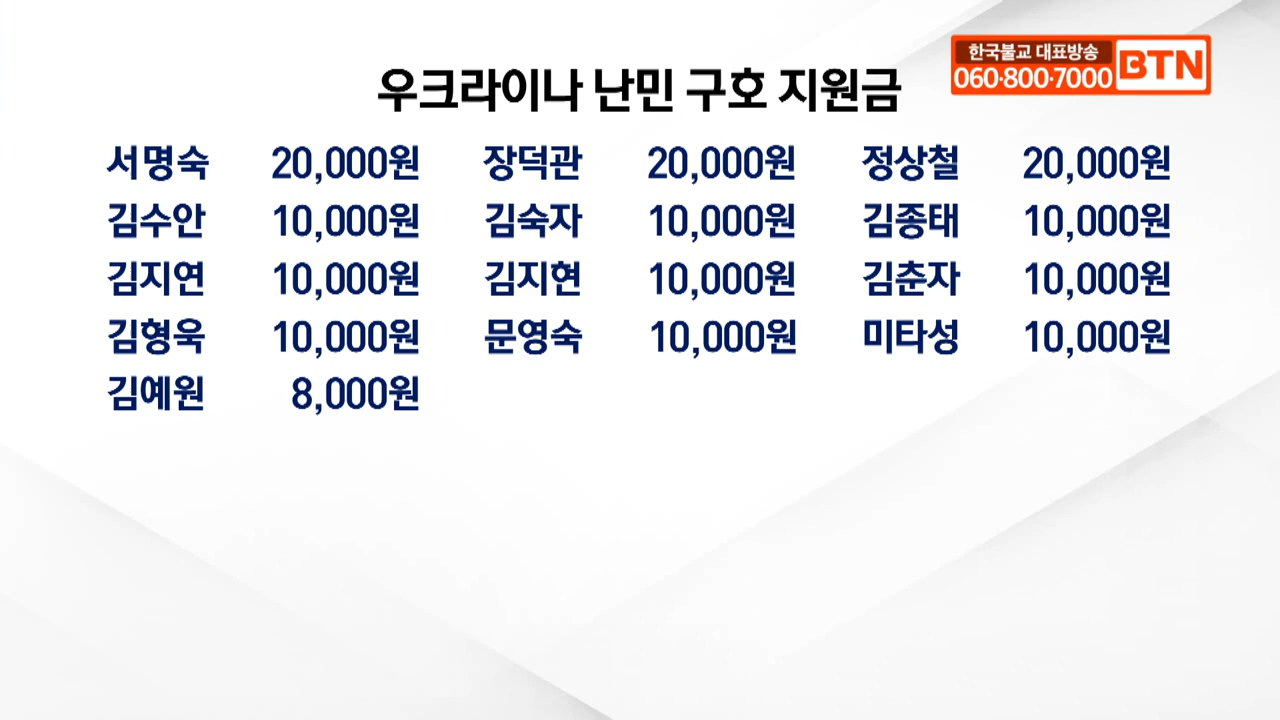 한국불교 대표방송
060·800·7000 BTN
우크라이나 난민 구호 지원금
서명숙 20,000원 장덕관 20,000원 정상철 20,000원
김수안 10,000원 김숙자 10,000원 김종태 10,000원
김지연 10,000원 김지현 10,000원 김춘자 10,000원
김형욱 10,000원 문영숙 10,000원 미타성 10,000원
김예원 8,000원